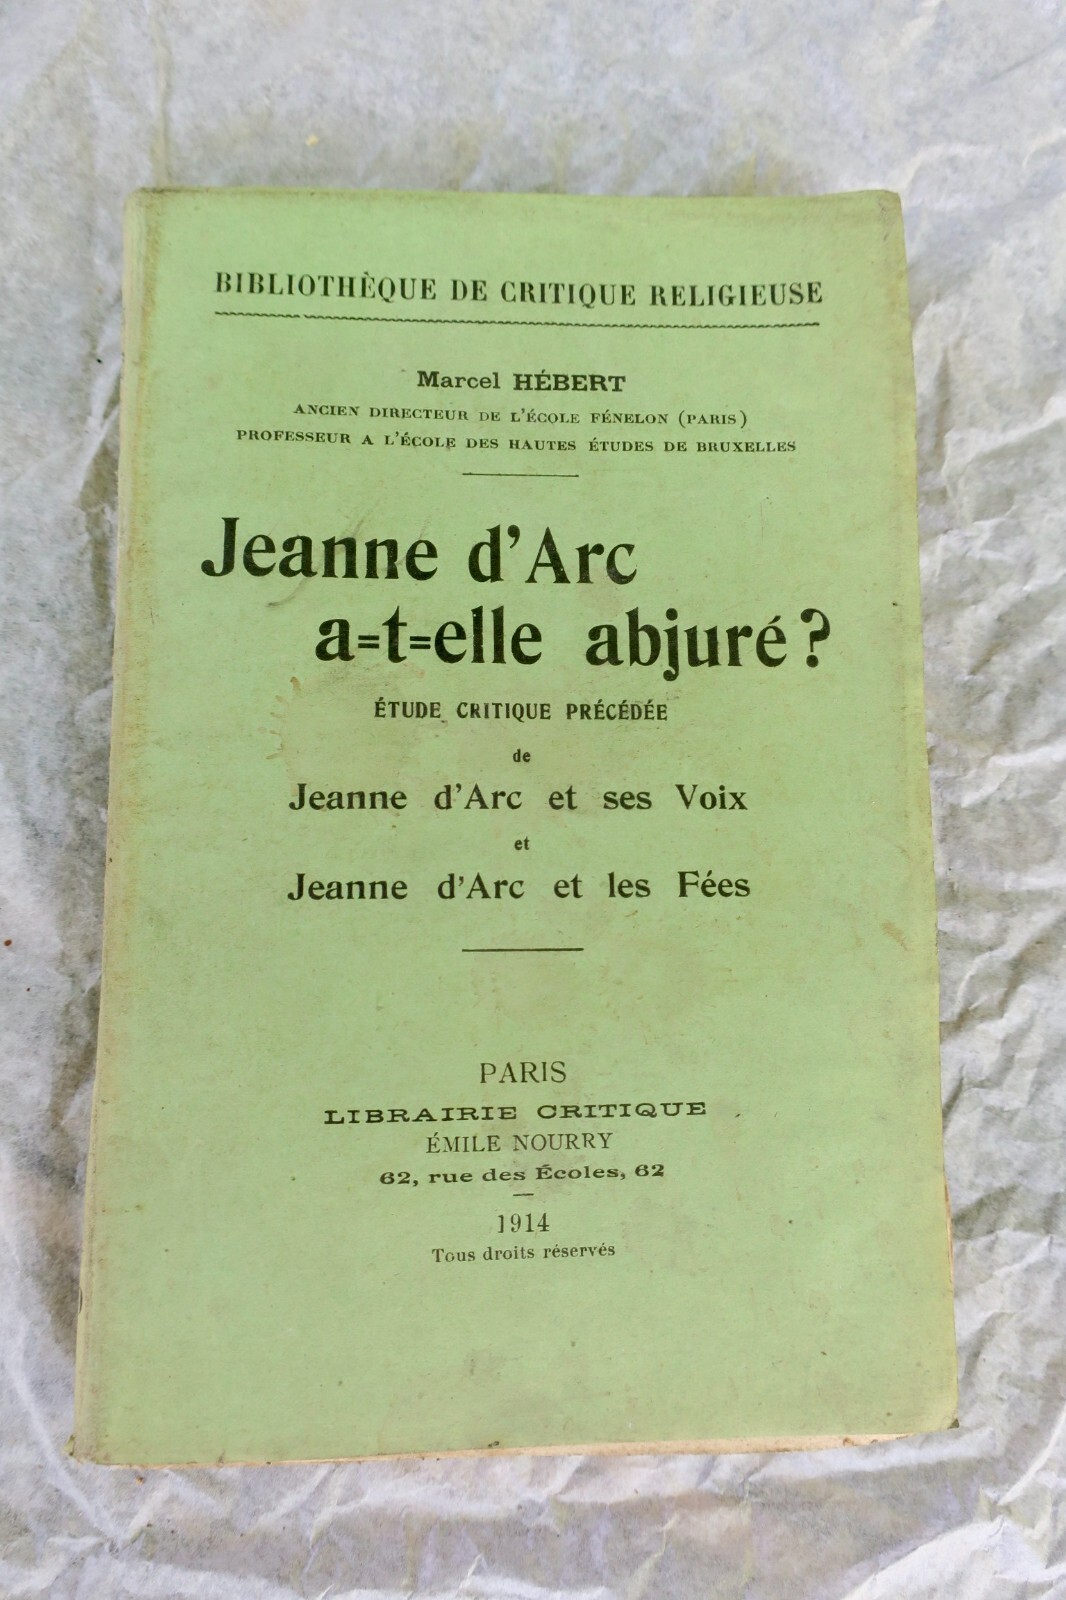 BIBLIOTHÈQUE DE CRITIQUE RELIGIEUSE
Marcel HÉBERT
ANCIEN DIRECTEUR DE L'ÉCOLE FÉNELON (PARIS)
PROFESSEUR A L'ÉCOLE DES HAUTES ÉTUDES DE BRUXELLES
Jeanne d'Arc
a=t=elle abjuré ?
ÉTUDE CRITIQUE PRÉCÉDÉE
de
Jeanne d'Arc et ses Voix
et
Jeanne d'Arc et les Fées
PARIS
LIBRAIRIE CRITIQUE
ÉMILE NOURRY
62, rue des Écoles, 62
1914
Tous droits réservés